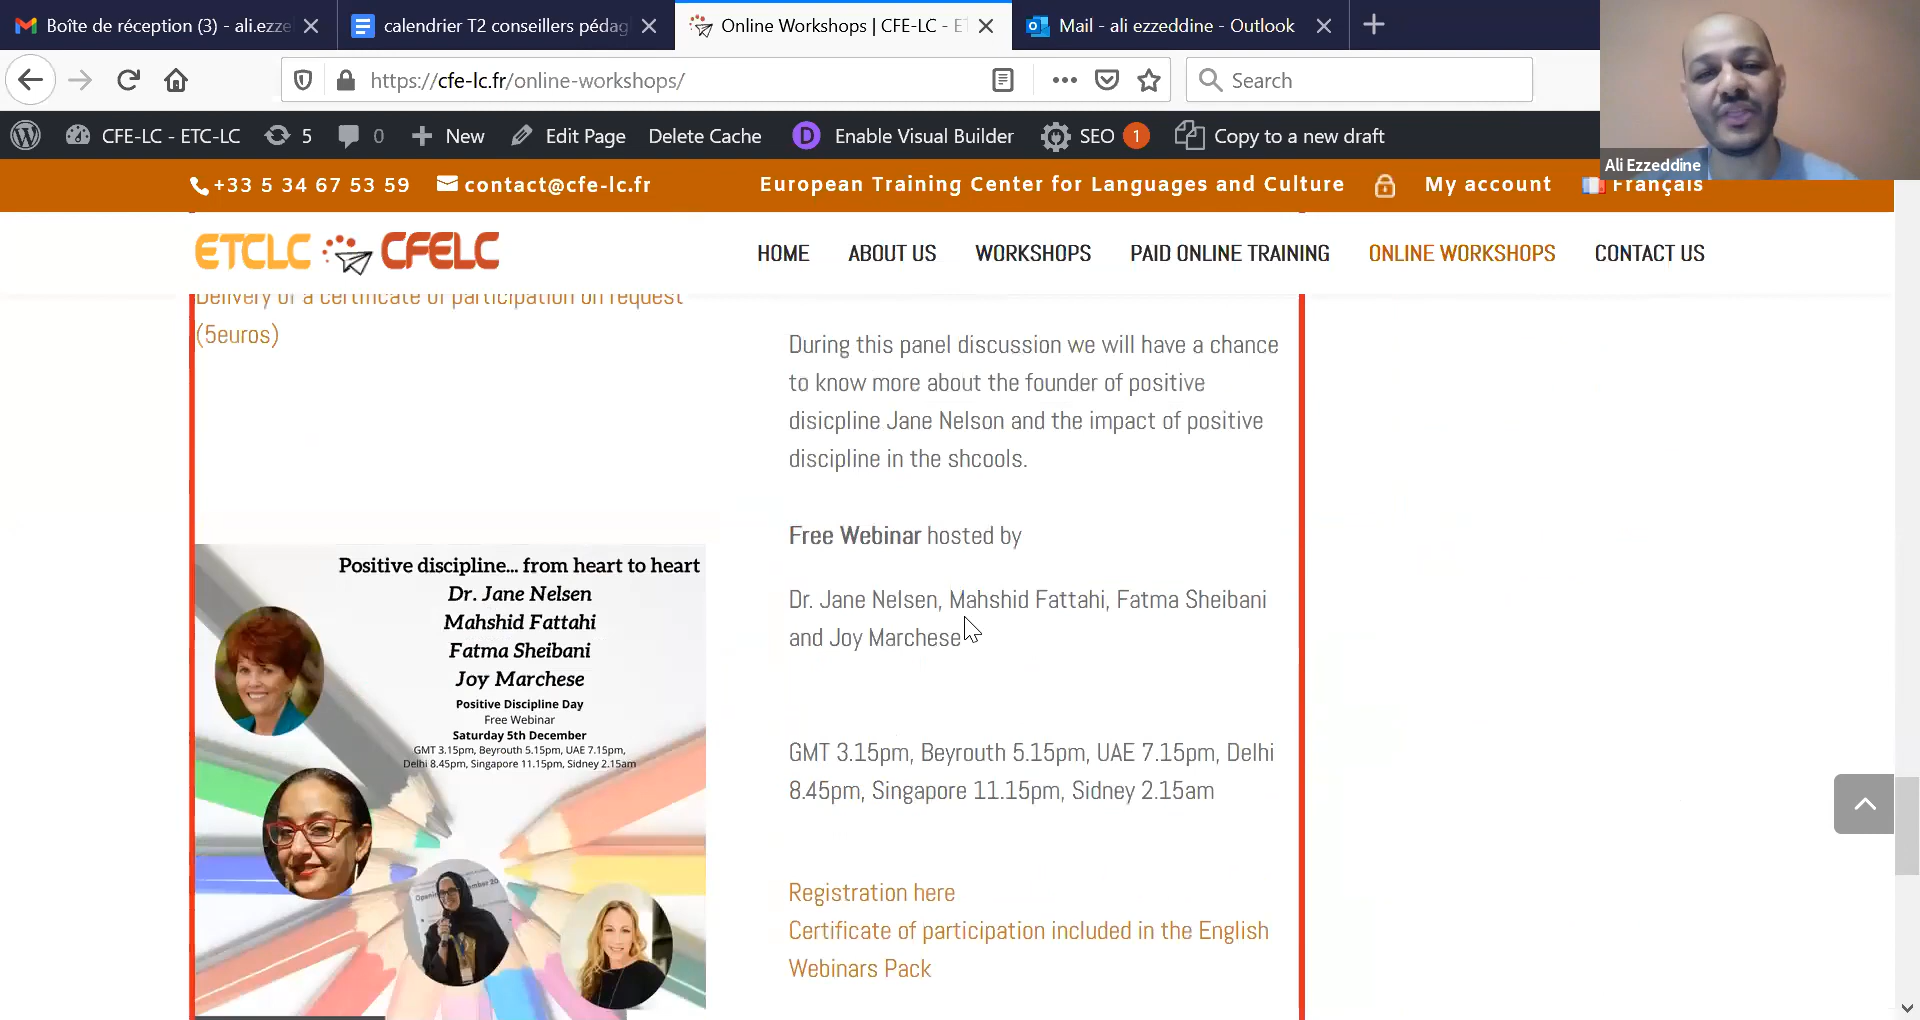 Boîte de réception (3) - ali.ezze
calendrier T2 conseillers pédag
Online Workshops | CFE-LC - ET
Mail - ali ezzeddine - Outlook
https://cfe-lc.fr/online-workshops/
Search
CFE-LC - ETC-LC
5
0
New
Edit Page
Delete Cache
D
Enable Visual Builder
SEO
1
Copy to a new draft
Ali Ezzeddine
+33 5 34 67 53 59
contact@cfe-lc.fr
European Training Center for Languages and Culture
My account
Français
ETCLC CFELC
HOME
ABOUT US
WORKSHOPS
PAID ONLINE TRAINING
ONLINE WORKSHOPS
CONTACT US
Delivery of a certificate of participation on request
(5euros)
During this panel discussion we will have a chance
to know more about the founder of positive
disicpline Jane Nelson and the impact of positive
discipline in the shcools.
Free Webinar hosted by
Dr. Jane Nelsen, Mahshid Fattahi, Fatma Sheibani
and Joy Marchese
GMT 3.15pm, Beyrouth 5.15pm, UAE 7.15pm, Delhi
8.45pm, Singapore 11.15pm, Sidney 2.15am
Registration here
Certificate of participation included in the English
Webinars Pack
Positive discipline... from heart to heart
Dr. Jane Nelsen
Mahshid Fattahi
Fatma Sheibani
Joy Marchese
Positive Discipline Day
Free Webinar
Saturday 5th December
GMT 3.15pm, Beyrouth 5.15pm, UAE 7.15pm,
Delhi 8.45pm, Singapore 11.15pm, Sidney 2.15am